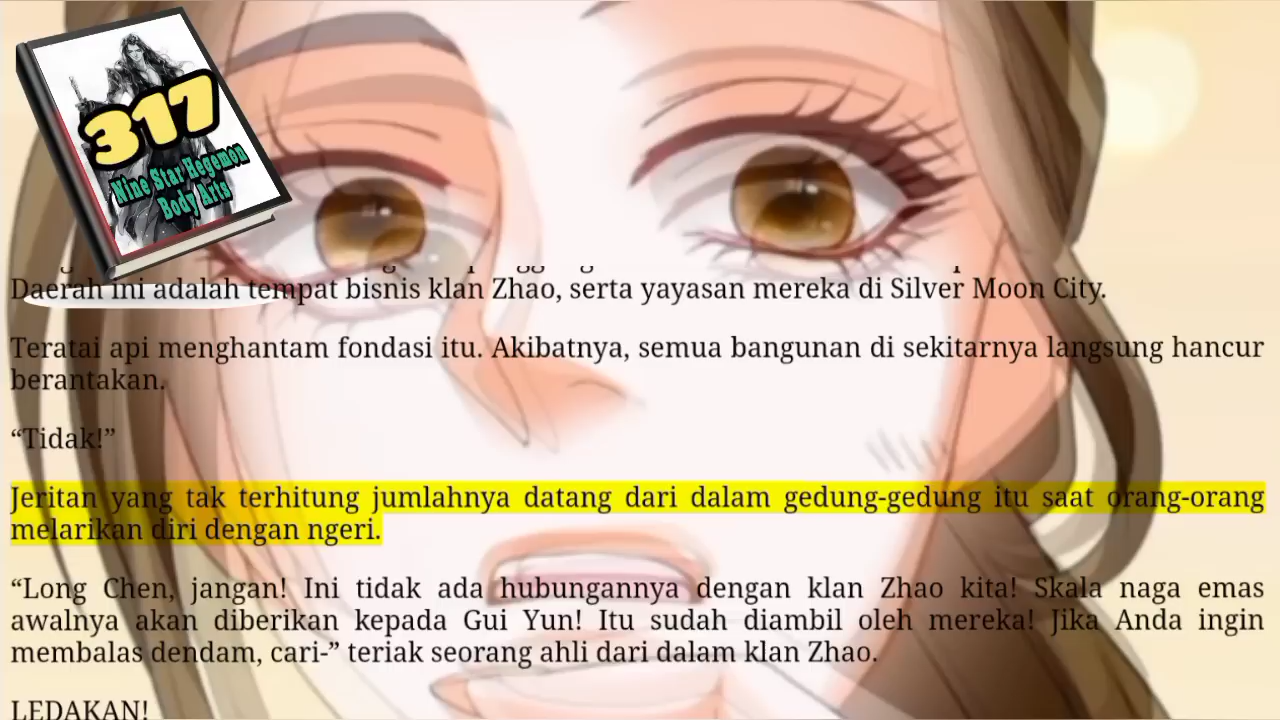 317
Nine Star Hegemon
Body Arts
Daerah ini adalah tempat bisnis klan Zhao, serta yayasan mereka di Silver Moon City.
Teratai api menghantam fondasi itu. Akibatnya, semua bangunan di sekitarnya langsung hancur
berantakan.
“Tidak!”
Jeritan yang tak terhitung jumlahnya datang dari dalam gedung-gedung itu saat orang-orang
melarikan diri dengan ngeri.
“Long Chen, jangan! Ini tidak ada hubungannya dengan klan Zhao kita! Skala naga emas
awalnya akan diberikan kepada Gui Yun! Itu sudah diambil oleh mereka! Jika Anda ingin
membalas dendam, cari-” teriak seorang ahli dari dalam klan Zhao.
LEDAKAN!